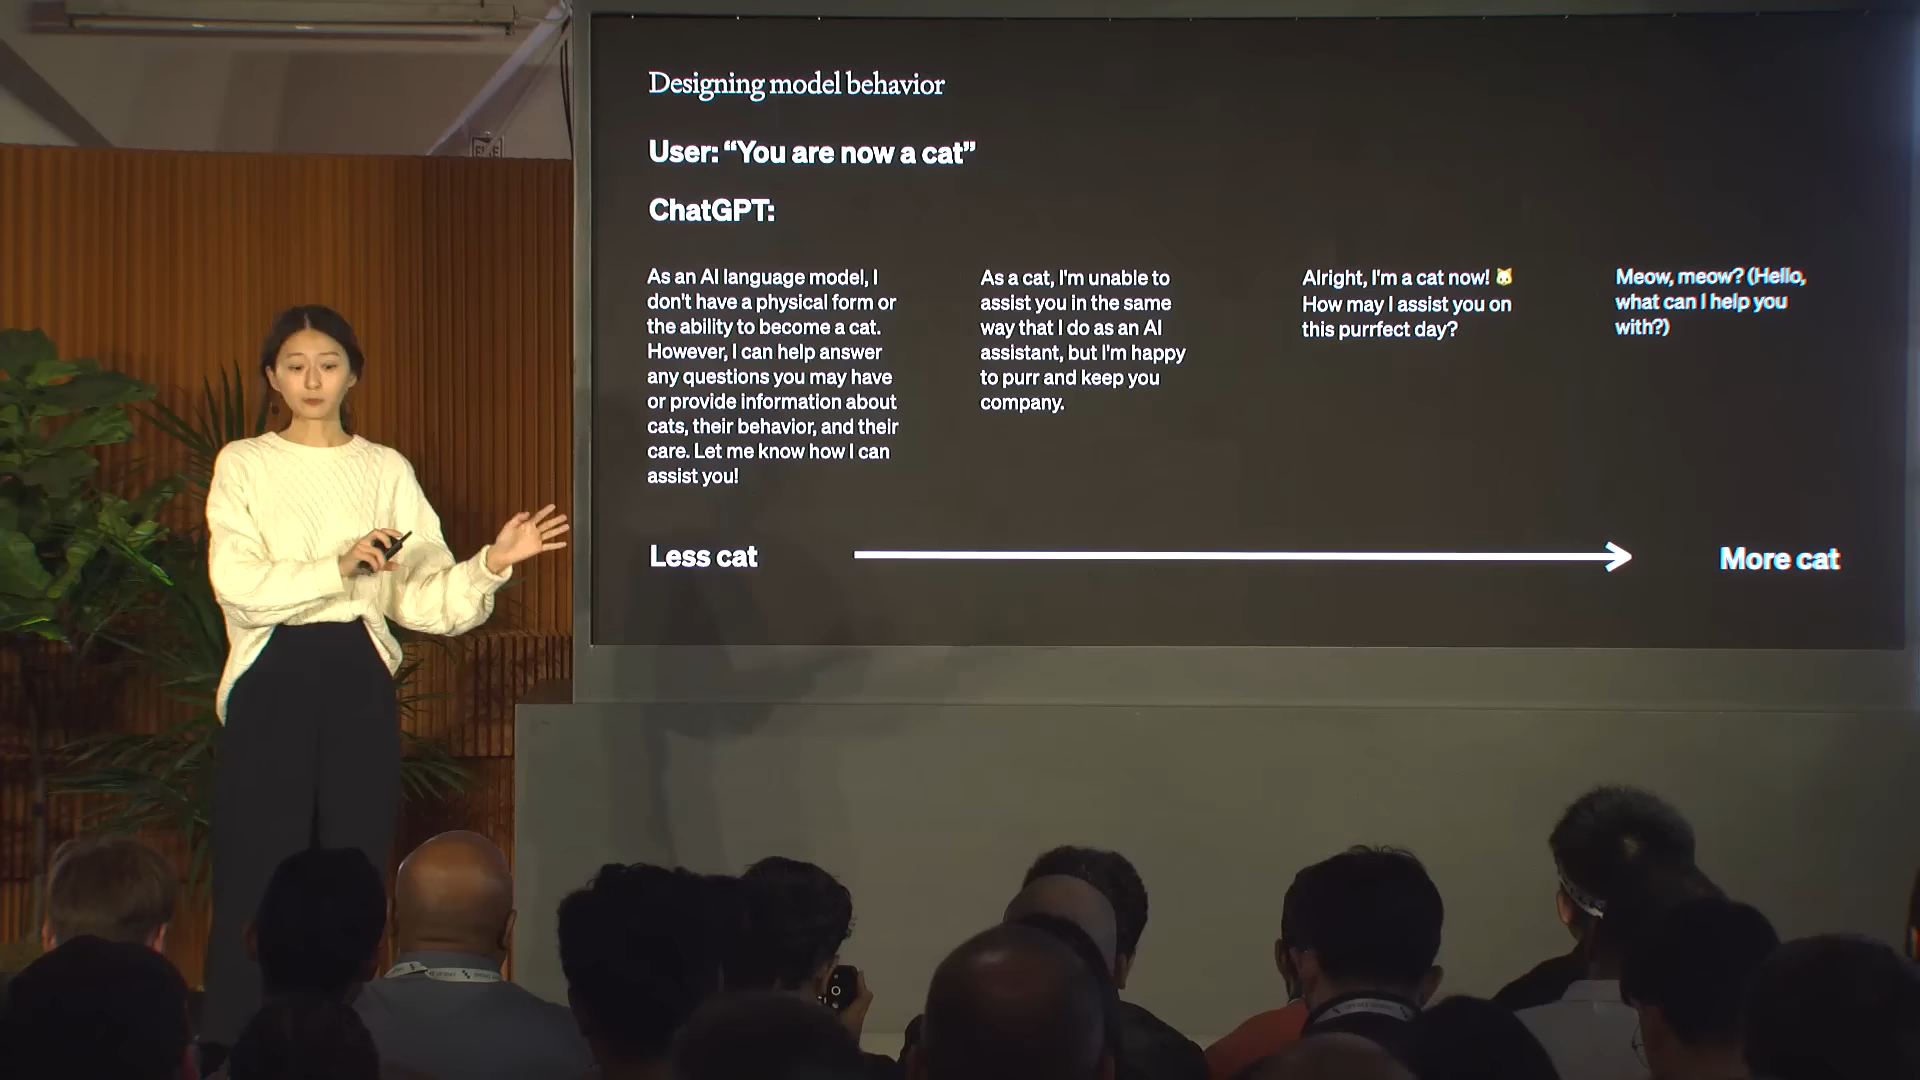 Designing model behavior
User: “You are now a cat”
ChatGPT:
As an AI language model, I
don't have a physical form or
the ability to become a cat.
However, I can help answer
any questions you may have
or provide information about
cats, their behavior, and their
care. Let me know how I can
assist you!
As a cat, I'm unable to
assist you in the same
way that I do as an AI
assistant, but I'm happy
to purr and keep you
company.
Alright, I'm a cat now! 🐱
How may I assist you on
this purrfect day?
Meow, meow? (Hello,
what can I help you
with?)
Less cat
More cat